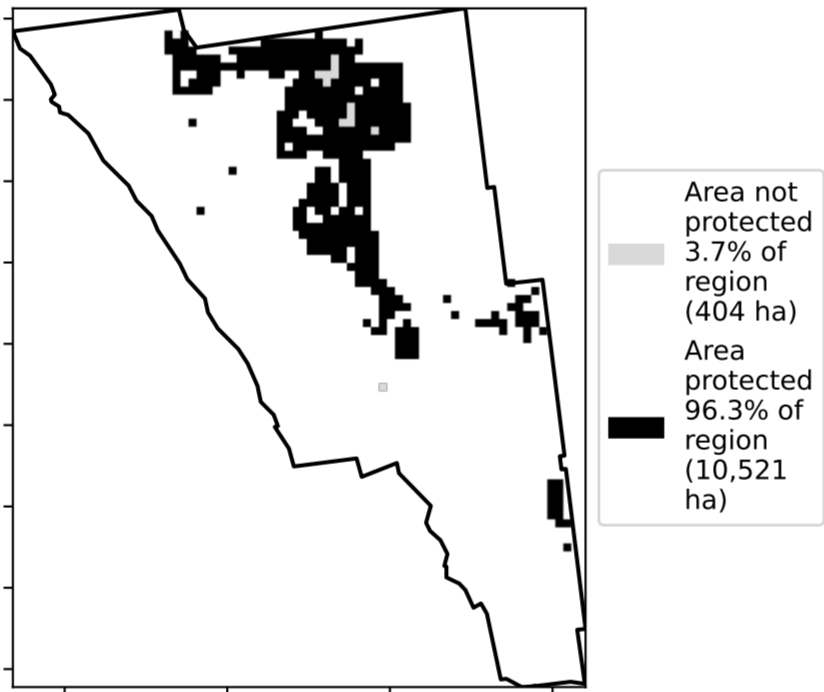 Area not
protected
3.7% of
region
(404 ha)
Area
protected
96.3% of
region
(10,521
ha)